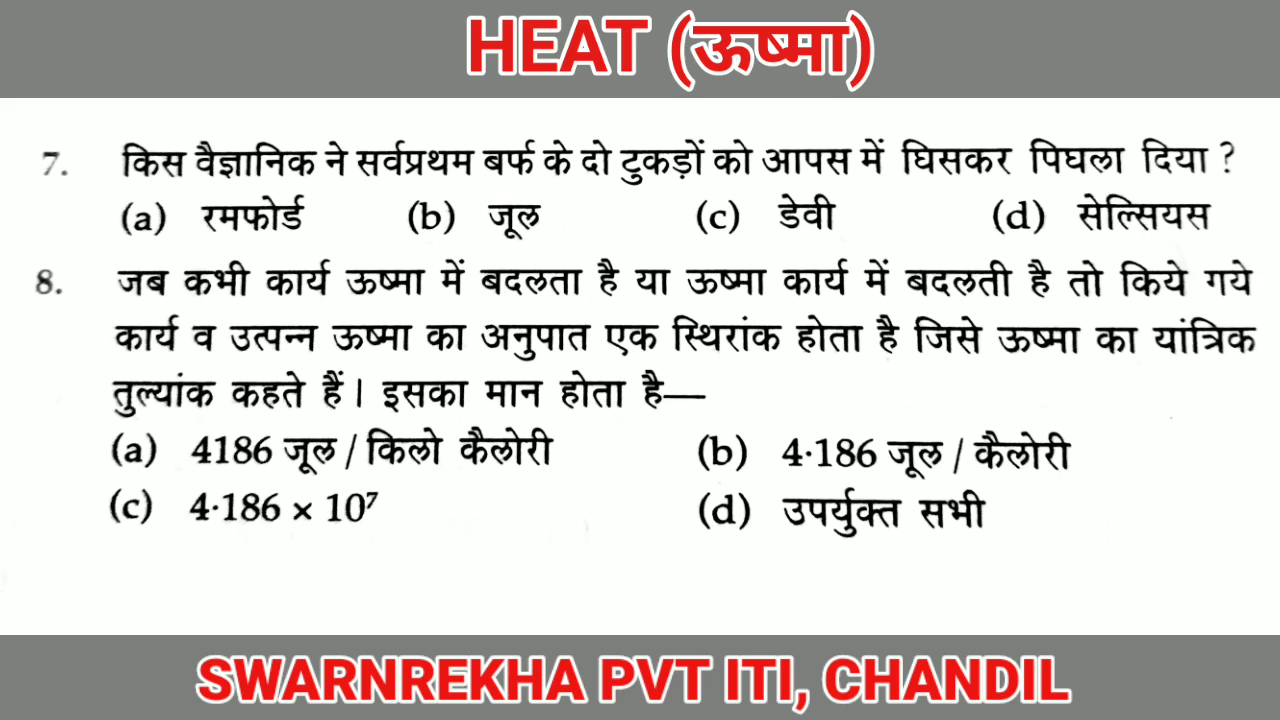 HEAT (ऊष्मा)
7. किस वैज्ञानिक ने सर्वप्रथम बर्फ के दो टुकड़ों को आपस में घिसकर पिघला दिया ?
(a) रमफोर्ड (b) जूल (c) डेवी (d) सेल्सियस
8. जब कभी कार्य ऊष्मा में बदलता है या ऊष्मा कार्य में बदलती है तो किये गये
कार्य व उत्पन्न ऊष्मा का अनुपात एक स्थिरांक होता है जिसे ऊष्मा का यांत्रिक
तुल्यांक कहते हैं। इसका मान होता है—
(a) 4186 जूल / किलो कैलोरी (b) 4·186 जूल / कैलोरी
(c) 4·186 × 10⁷ (d) उपर्युक्त सभी
SWARNREKHA PVT ITI, CHANDIL